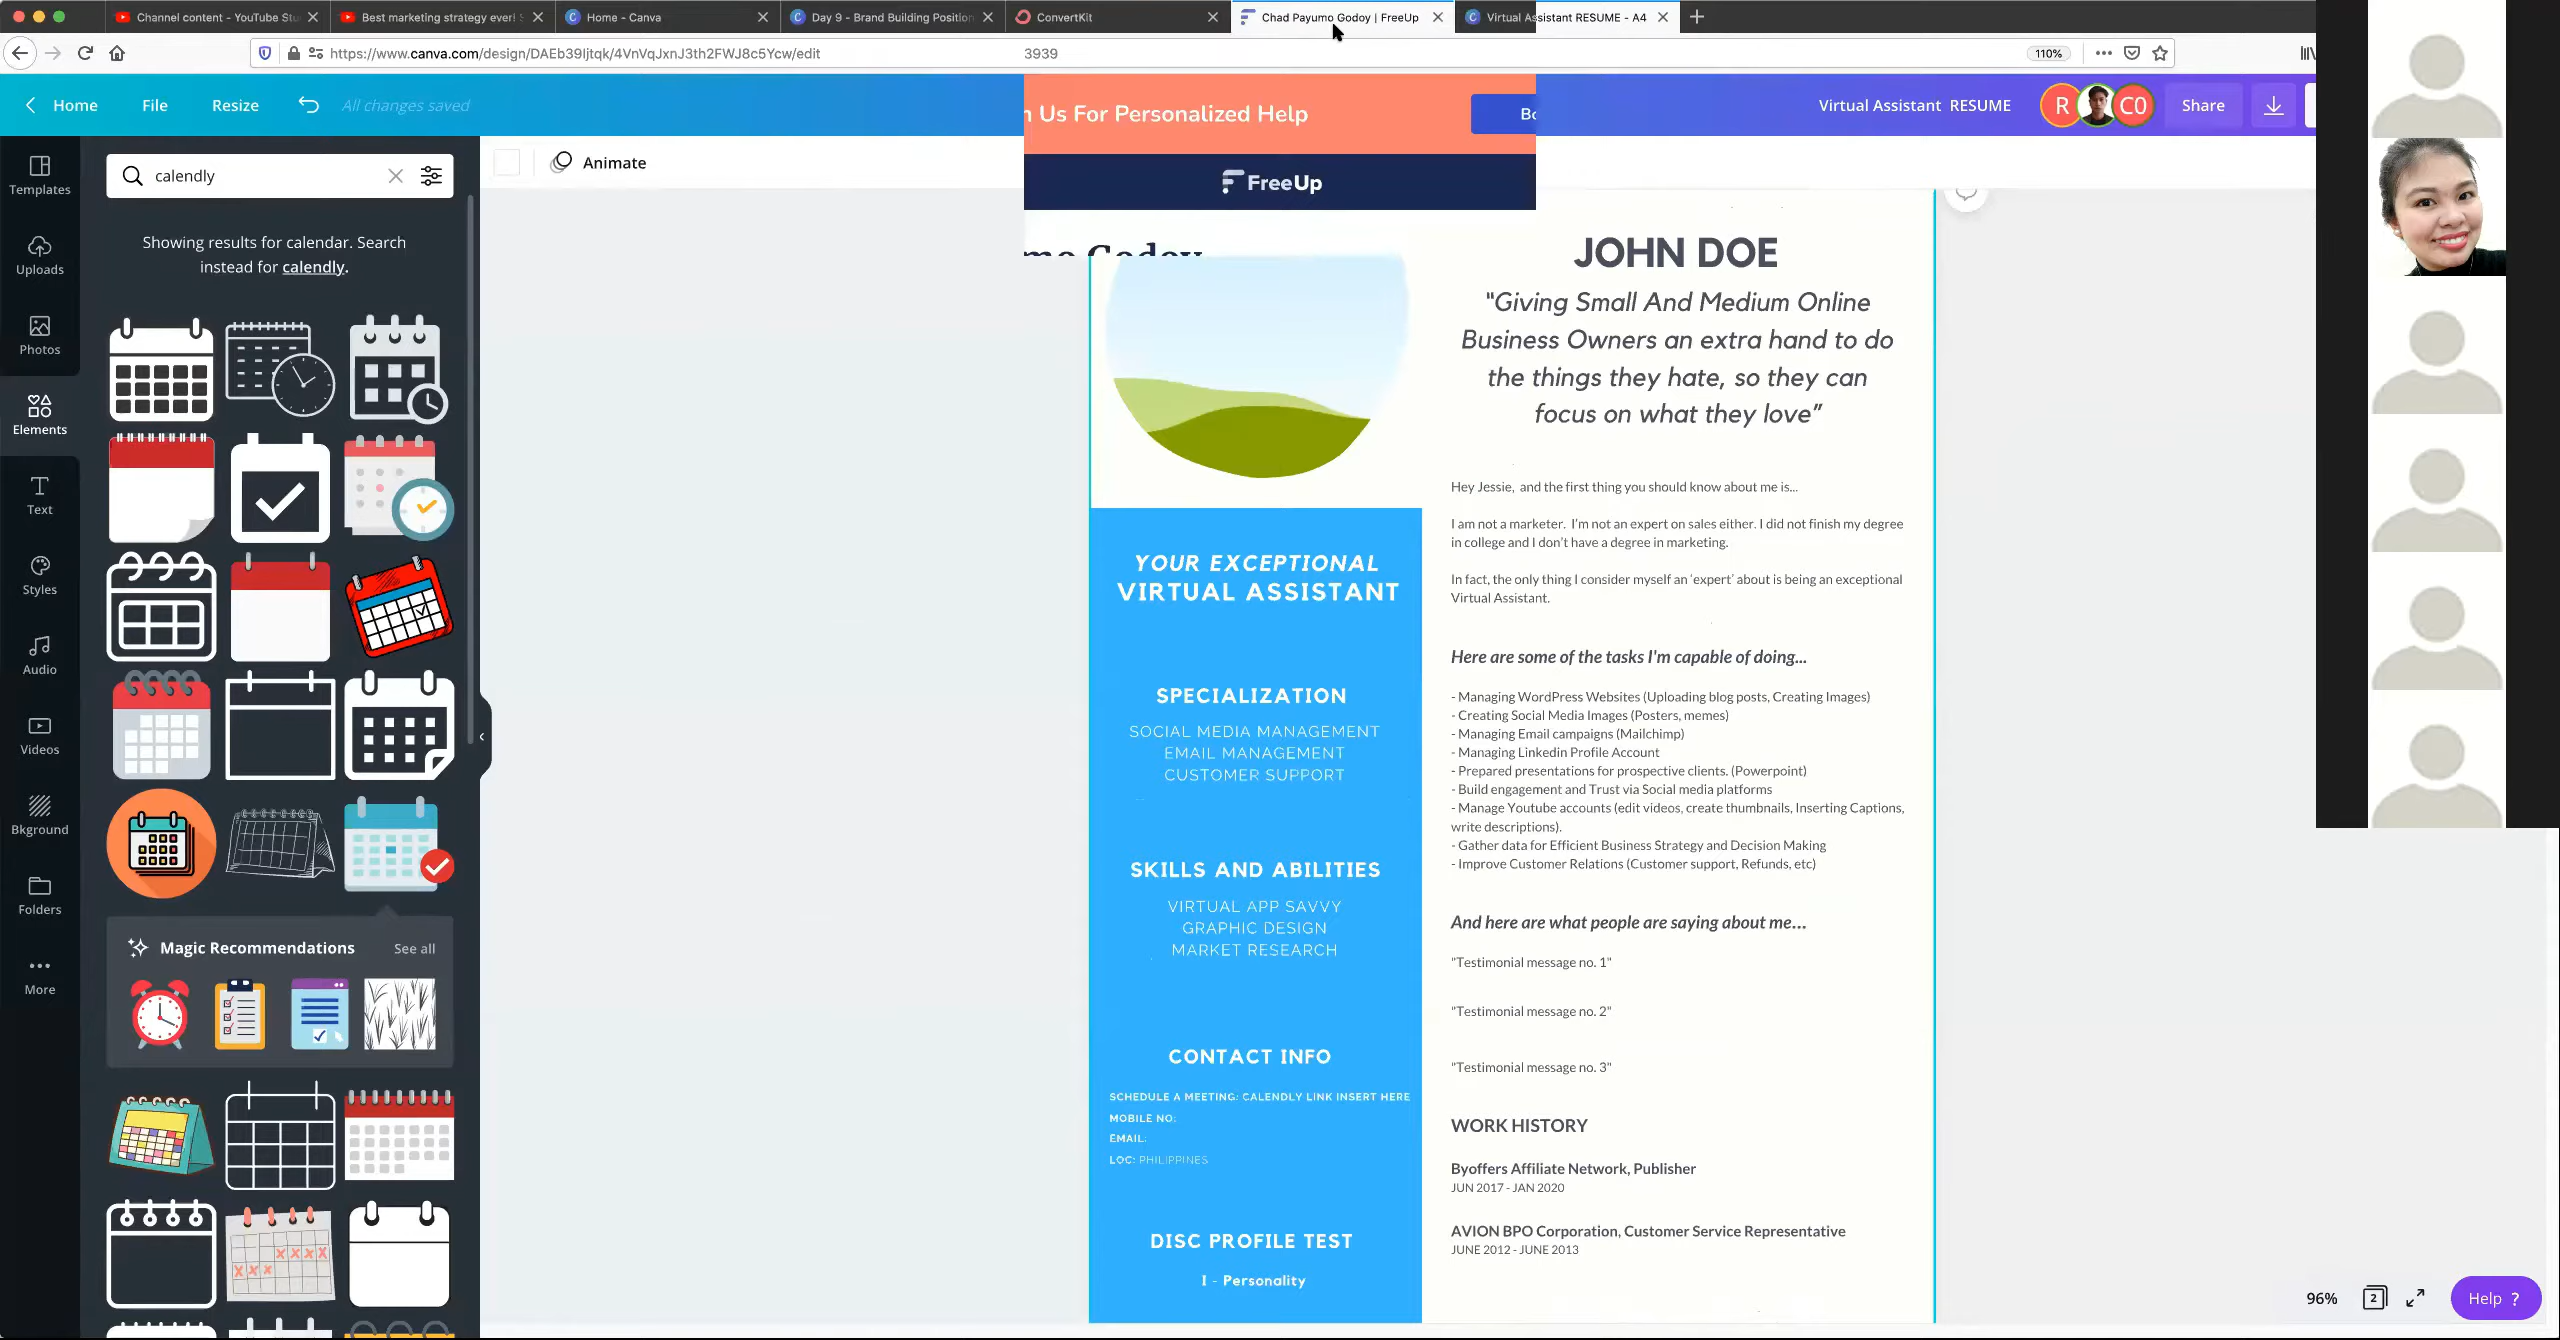 Channel content - YouTube Stu
Best marketing strategy ever! S
Home - Canva
Day 9 - Brand Building Position
ConvertKit
Chad Payumo Godoy | FreeUp
Virtual Assistant RESUME - A4
https://www.canva.com/design/DAEb39Ijtqk/4VnVqJxnJ3th2FWJ8c5Ycw/edit
3939
110%
Home
File
Resize
All changes saved
Us For Personalized Help
FreeUp
Virtual Assistant RESUME
R
C0
Share
Templates
Uploads
Photos
Elements
Text
Styles
Audio
Videos
Bkground
Folders
More
calendly
Showing results for calendar. Search
instead for calendly.
Magic Recommendations
See all
Animate
YOUR EXCEPTIONAL
VIRTUAL ASSISTANT
SPECIALIZATION
SOCIAL MEDIA MANAGEMENT
EMAIL MANAGEMENT
CUSTOMER SUPPORT
SKILLS AND ABILITIES
VIRTUAL APP SAVVY
GRAPHIC DESIGN
MARKET RESEARCH
CONTACT INFO
SCHEDULE A MEETING: CALENDLY LINK INSERT HERE
MOBILE NO:
EMAIL:
LOC: PHILIPPINES
DISC PROFILE TEST
I - Personality
JOHN DOE
"Giving Small And Medium Online
Business Owners an extra hand to do
the things they hate, so they can
focus on what they love"
Hey Jessie, and the first thing you should know about me is...
I am not a marketer. I'm not an expert on sales either. I did not finish my degree
in college and I don't have a degree in marketing.
In fact, the only thing I consider myself an 'expert' about is being an exceptional
Virtual Assistant.
Here are some of the tasks I'm capable of doing...
- Managing WordPress Websites (Uploading blog posts, Creating Images)
- Creating Social Media Images (Posters, memes)
- Managing Email campaigns (Mailchimp)
- Managing Linkedin Profile Account
- Prepared presentations for prospective clients. (Powerpoint)
- Build engagement and Trust via Social media platforms
- Manage Youtube accounts (edit videos, create thumbnails, Inserting Captions,
write descriptions).
- Gather data for Efficient Business Strategy and Decision Making
- Improve Customer Relations (Customer support, Refunds, etc)
And here are what people are saying about me...
"Testimonial message no. 1"
"Testimonial message no. 2"
"Testimonial message no. 3"
WORK HISTORY
Byoffers Affiliate Network, Publisher
JUN 2017 - JAN 2020
AVION BPO Corporation, Customer Service Representative
JUNE 2012 - JUNE 2013
96%
2
Help ?